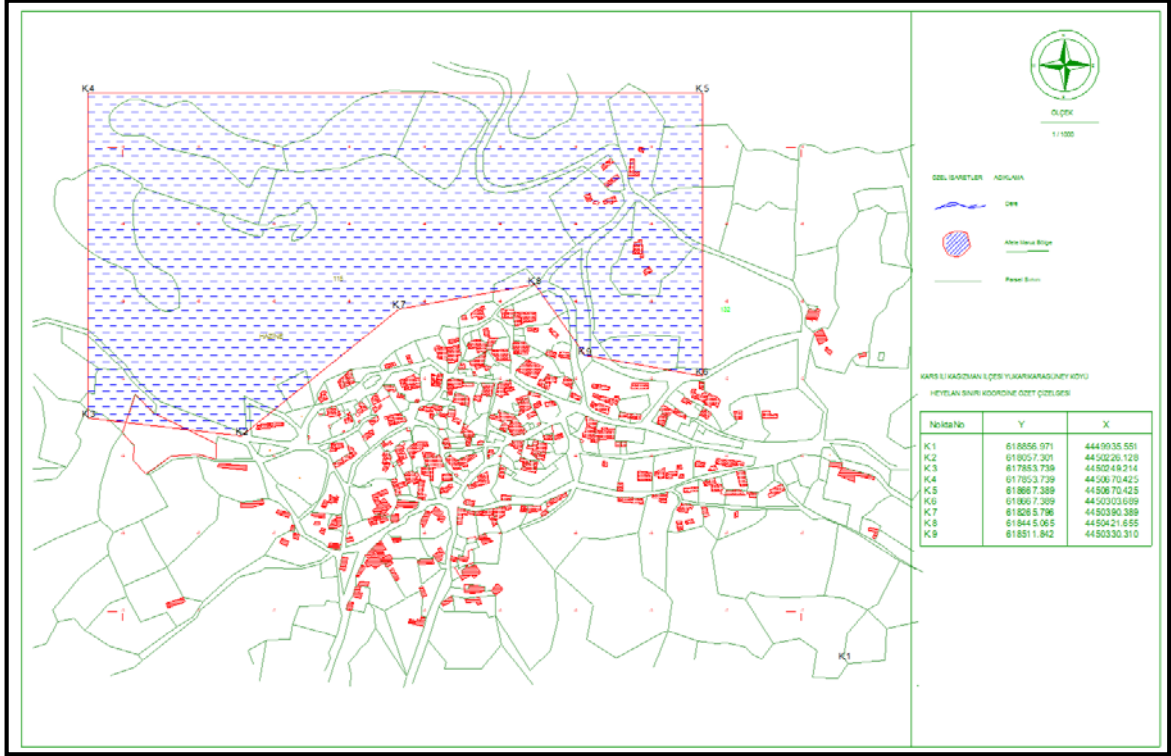 K4
K5
K8
K7
K9
K6
K3
K2
K1
115
132
ÖLÇEK
1 / 1000
ÖZEL İŞARETLER AÇIKLAMA
Dere
Afete Maruz Bölge
Parsel Sınırı
KARS İLİ KAĞIZMAN İLÇESİ YUKARIKARAGÜNEY KÖYÜ
HEYELAN SINIRI KOORDİNE ÖZET ÇİZELGESİ
NoktaNo Y X
K1 618856.971 4449935.551
K2 618057.301 4450226.128
K3 617853.739 4450249.214
K4 617853.739 4450670.425
K5 618667.389 4450670.425
K6 618667.389 4450303.689
K7 618265.796 4450390.389
K8 618445.065 4450421.655
K9 618511.842 4450330.310